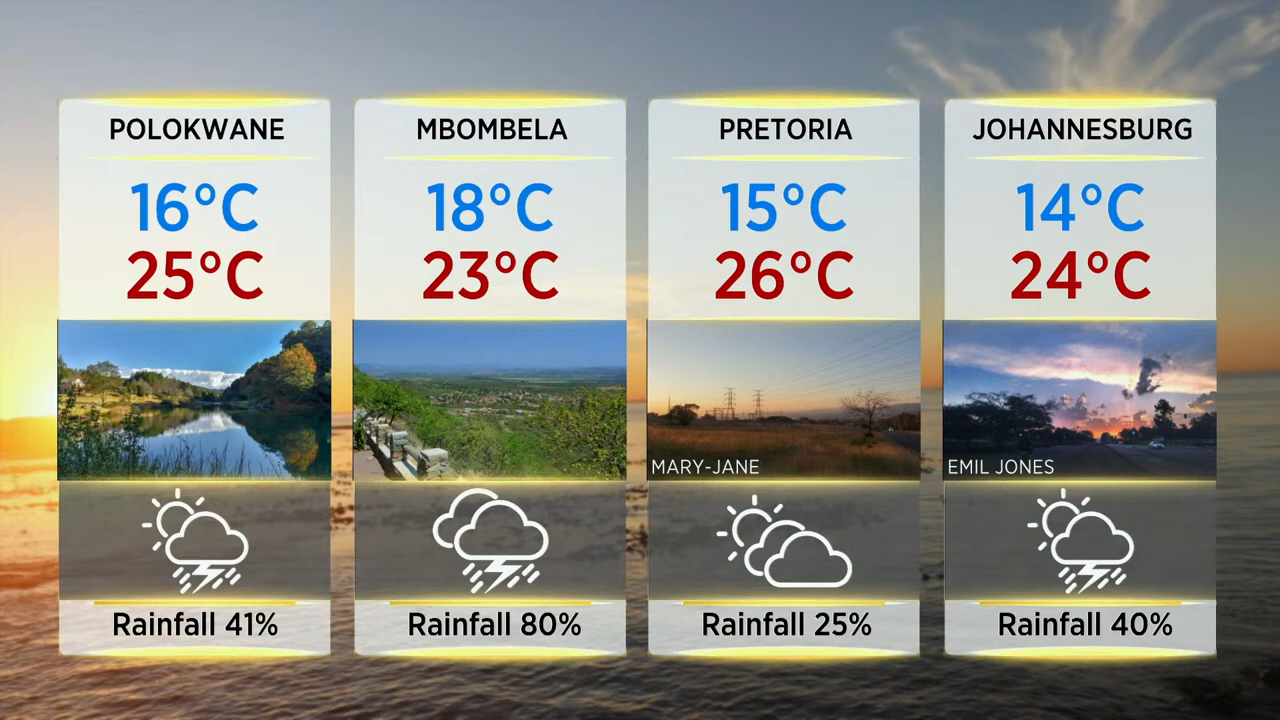 POLOKWANE
16°C
25°C
Rainfall 41%
MBOMBELA
18°C
23°C
Rainfall 80%
PRETORIA
15°C
26°C
MARY-JANE
Rainfall 25%
JOHANNESBURG
14°C
24°C
EMIL JONES
Rainfall 40%